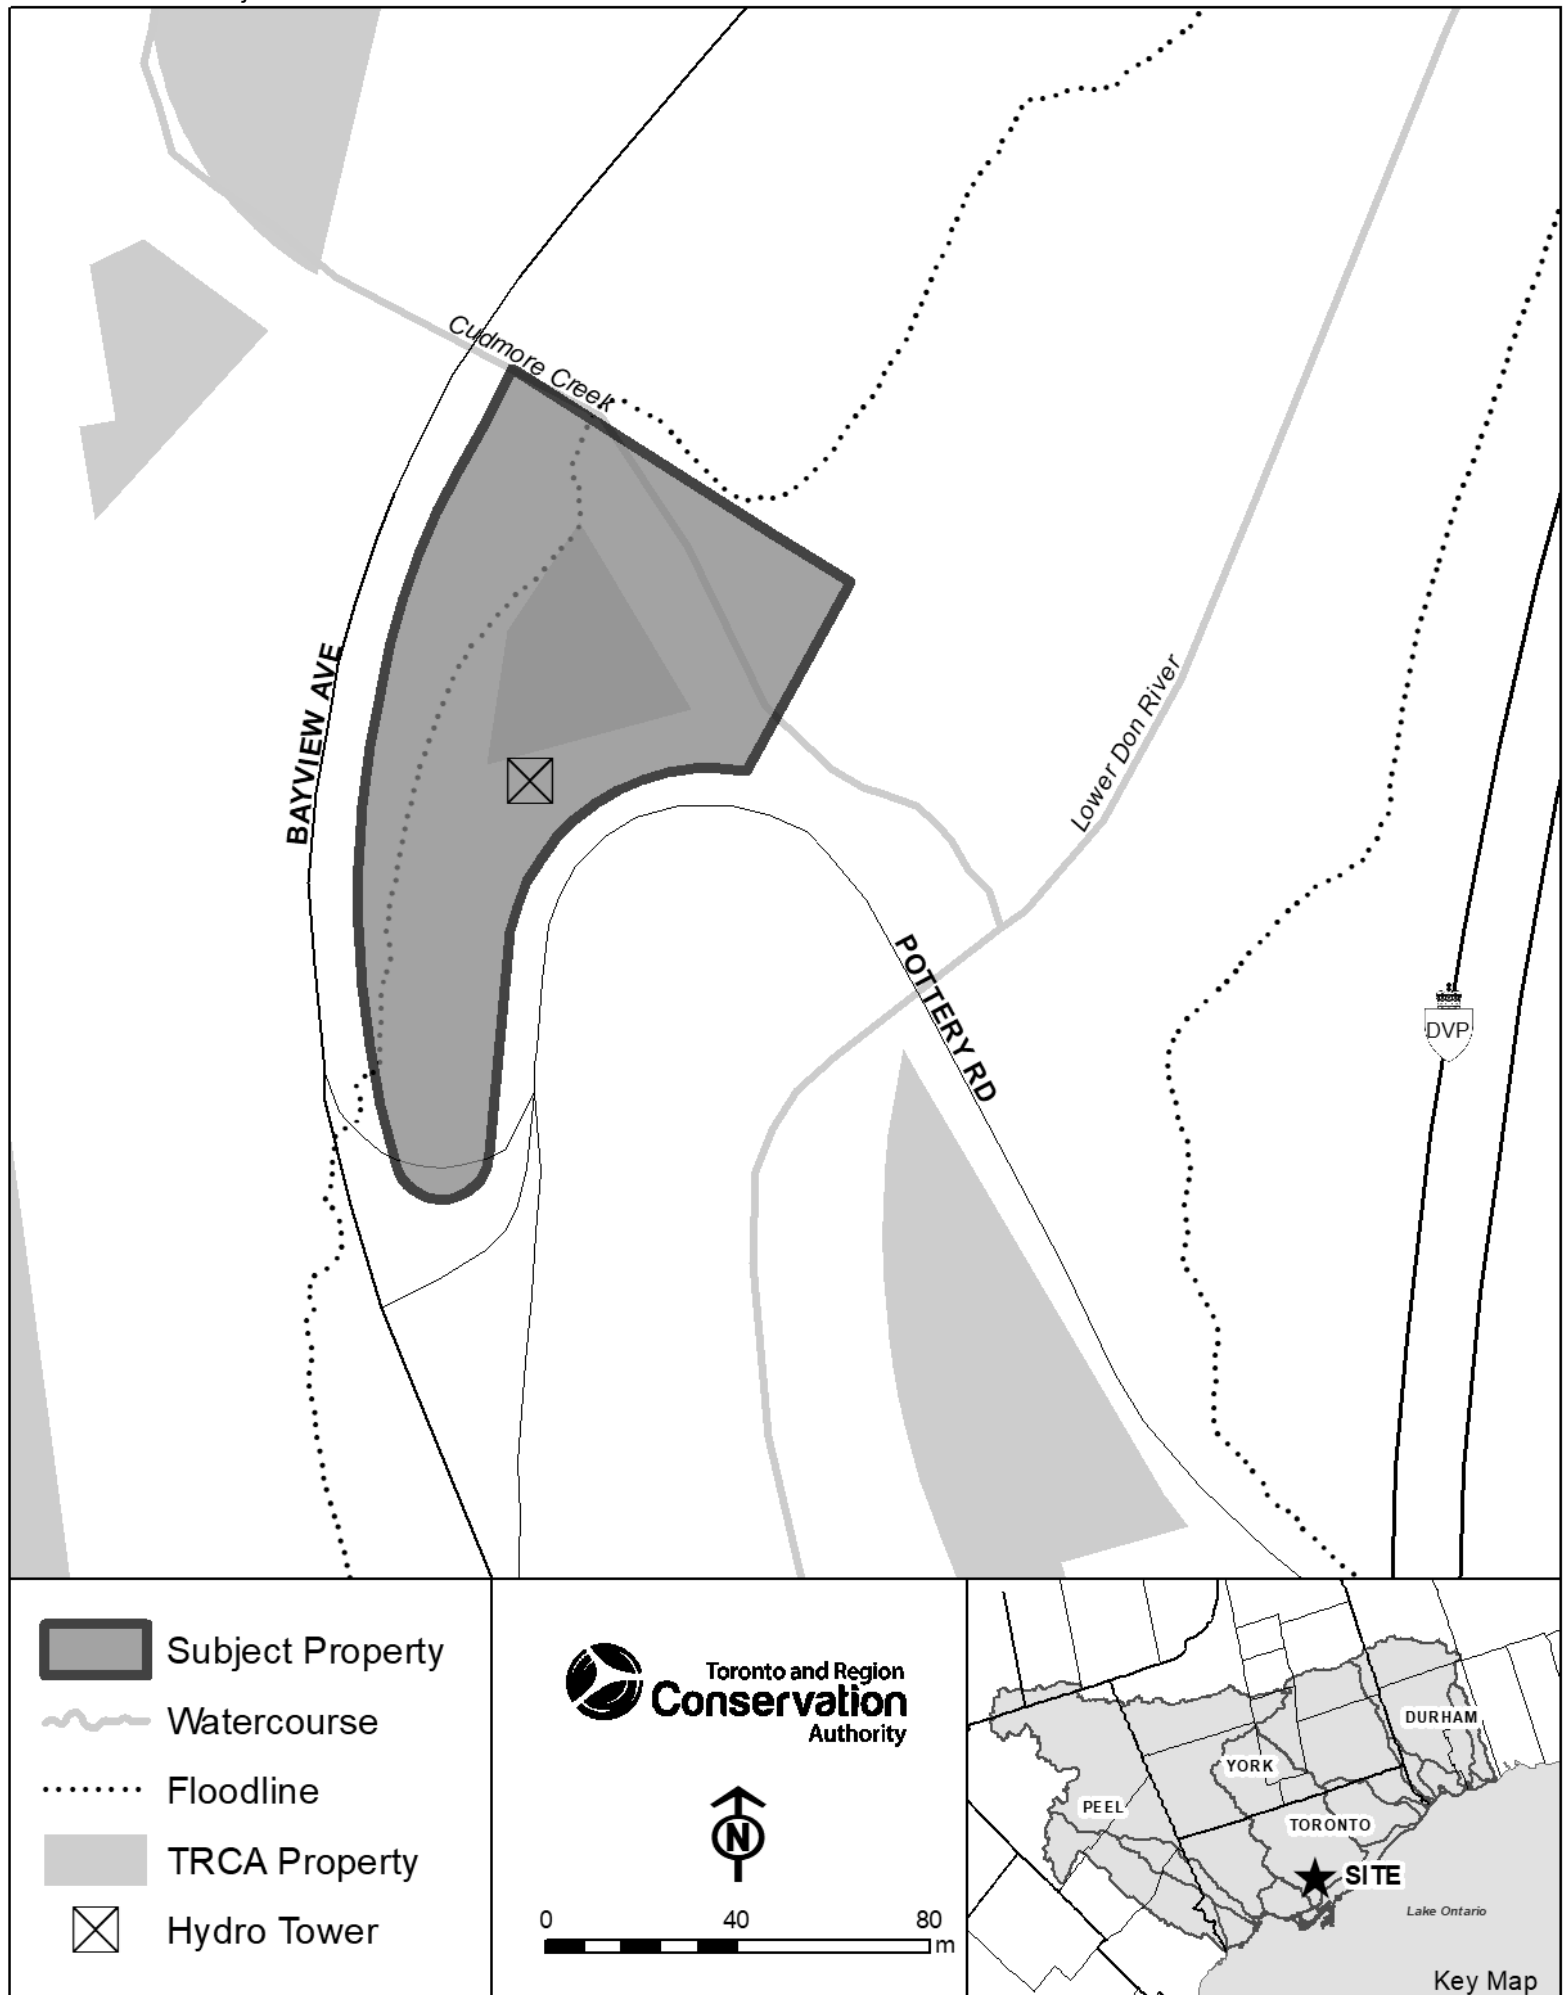 Cudmore Creek
BAYVIEW AVE
Lower Don River
POTTERY RD
DVP
Subject Property
Watercourse
Floodline
TRCA Property
Hydro Tower
Toronto and Region
Conservation
Authority
N
0 40 80
m
DURHAM
YORK
PEEL
TORONTO
SITE
Lake Ontario
Key Map